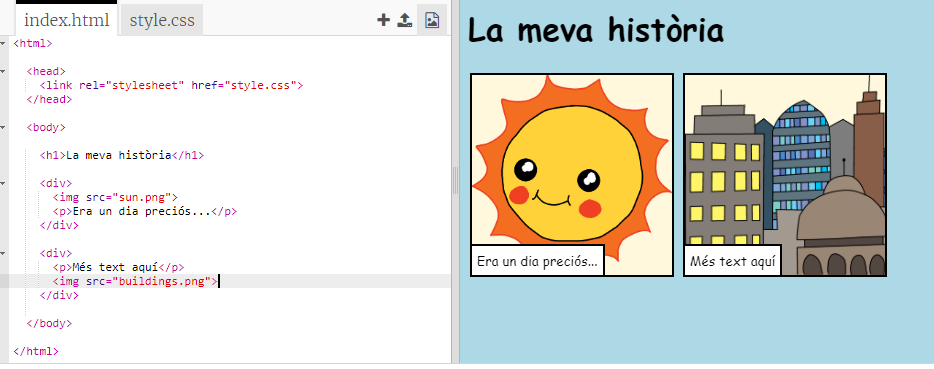 index.html style.css
<html>
<head>
<link rel="stylesheet" href="style.css">
</head>
<body>
<h1>La meva història</h1>
<div>
<img src="sun.png">
<p>Era un dia preciós...</p>
</div>
<div>
<p>Més text aquí</p>
<img src="buildings.png">
</div>
</body>
</html>
La meva història
Era un dia preciós...
Més text aquí